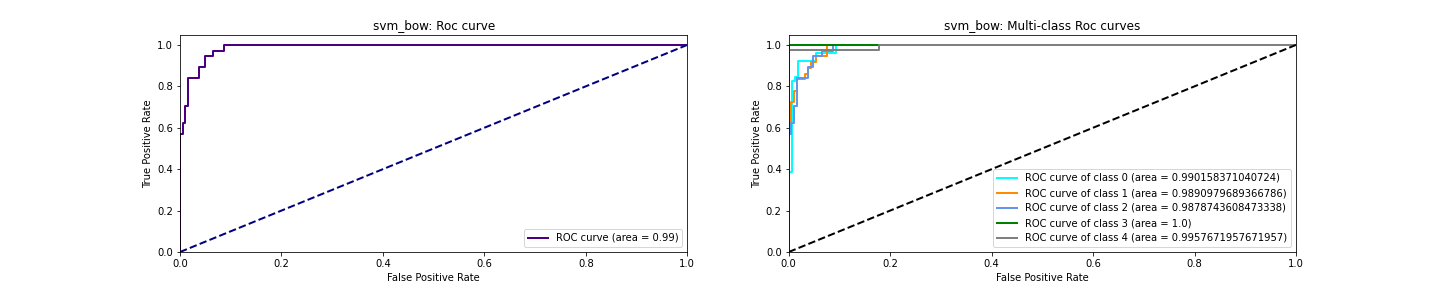 svm_bow: Roc curve
1.0
0.8
0.6
0.4
0.2
0.0
True Positive Rate
0.0 0.2 0.4 0.6 0.8 1.0
False Positive Rate
ROC curve (area = 0.99)
svm_bow: Multi-class Roc curves
1.0
0.8
0.6
0.4
0.2
0.0
True Positive Rate
0.0 0.2 0.4 0.6 0.8 1.0
False Positive Rate
ROC curve of class 0 (area = 0.990158371040724)
ROC curve of class 1 (area = 0.9890979689366786)
ROC curve of class 2 (area = 0.9878743608473338)
ROC curve of class 3 (area = 1.0)
ROC curve of class 4 (area = 0.9957671957671957)